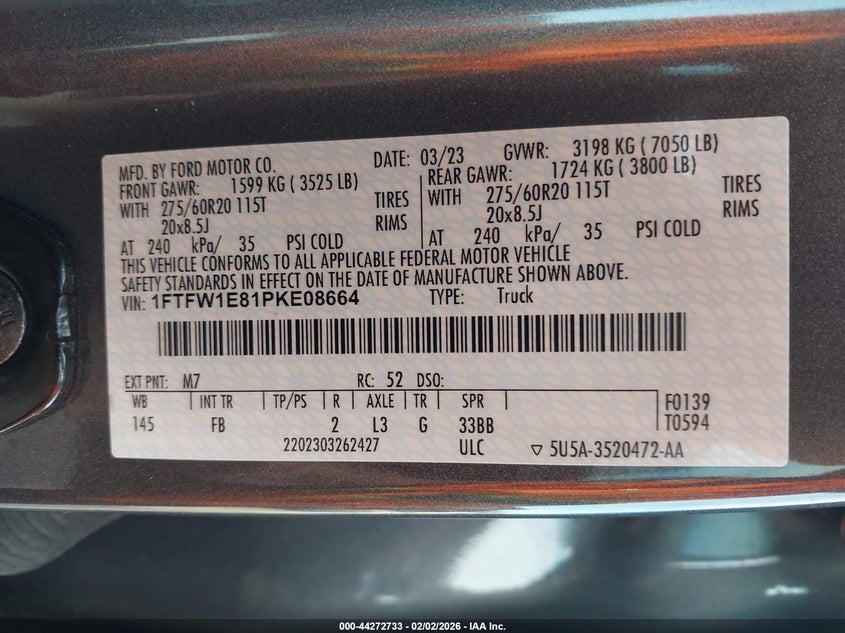 MFD. BY FORD MOTOR CO. DATE: 03/23 GVWR: 3198 KG ( 7050 LB)
FRONT GAWR: 1599 KG ( 3525 LB) REAR GAWR: 1724 KG ( 3800 LB)
WITH 275/60R20 115T TIRES WITH 275/60R20 115T TIRES
20x8.5J RIMS 20x8.5J RIMS
AT 240 kPa/ 35 PSI COLD AT 240 kPa/ 35 PSI COLD
THIS VEHICLE CONFORMS TO ALL APPLICABLE FEDERAL MOTOR VEHICLE
SAFETY STANDARDS IN EFFECT ON THE DATE OF MANUFACTURE SHOWN ABOVE.
VIN: 1FTFW1E81PKE08664 TYPE: Truck
EXT PNT: M7 RC: 52 DSO:
WB INT TR TP/PS R AXLE TR SPR F0139
145 FB 2 L3 G 33BB T0594
2202303262427 ULC ▽ 5U5A-3520472-AA
000-44272733 - 02/02/2026 - IAA Inc.